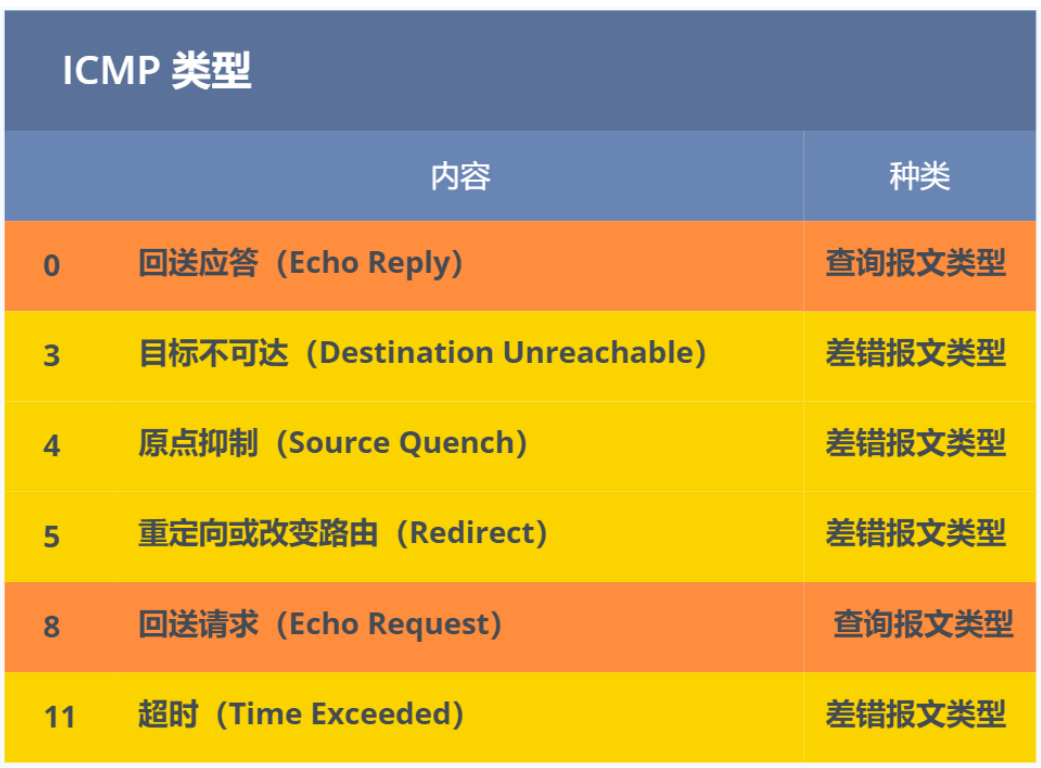 ICMP 类型
内容 种类
0 回送应答（Echo Reply） 查询报文类型
3 目标不可达（Destination Unreachable） 差错报文类型
4 原点抑制（Source Quench） 差错报文类型
5 重定向或改变路由（Redirect） 差错报文类型
8 回送请求（Echo Request） 查询报文类型
11 超时（Time Exceeded） 差错报文类型